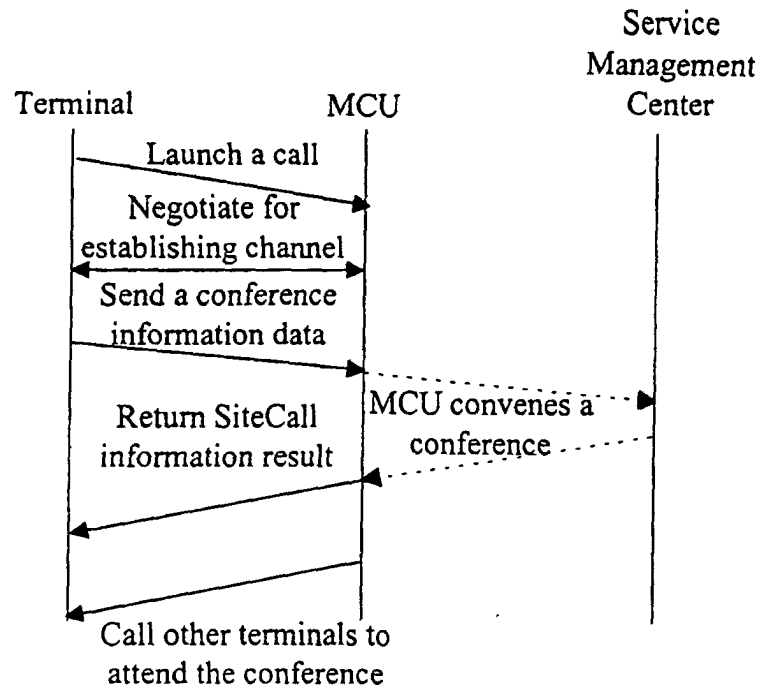 Service
Management
Center
Terminal
MCU
Launch a call
Negotiate for
establishing channel
Send a conference
information data
MCU convenes a
conference
Return SiteCall
information result
Call other terminals to
attend the conference